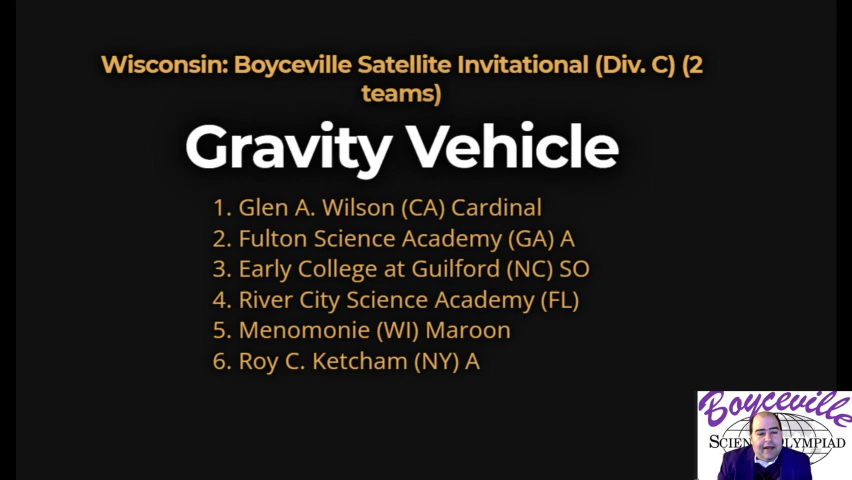 Wisconsin: Boyceville Satellite Invitational (Div. C) (2
teams)
Gravity Vehicle
1. Glen A. Wilson (CA) Cardinal
2. Fulton Science Academy (GA) A
3. Early College at Guilford (NC) SO
4. River City Science Academy (FL)
5. Menomonie (WI) Maroon
6. Roy C. Ketcham (NY) A
Boyceville